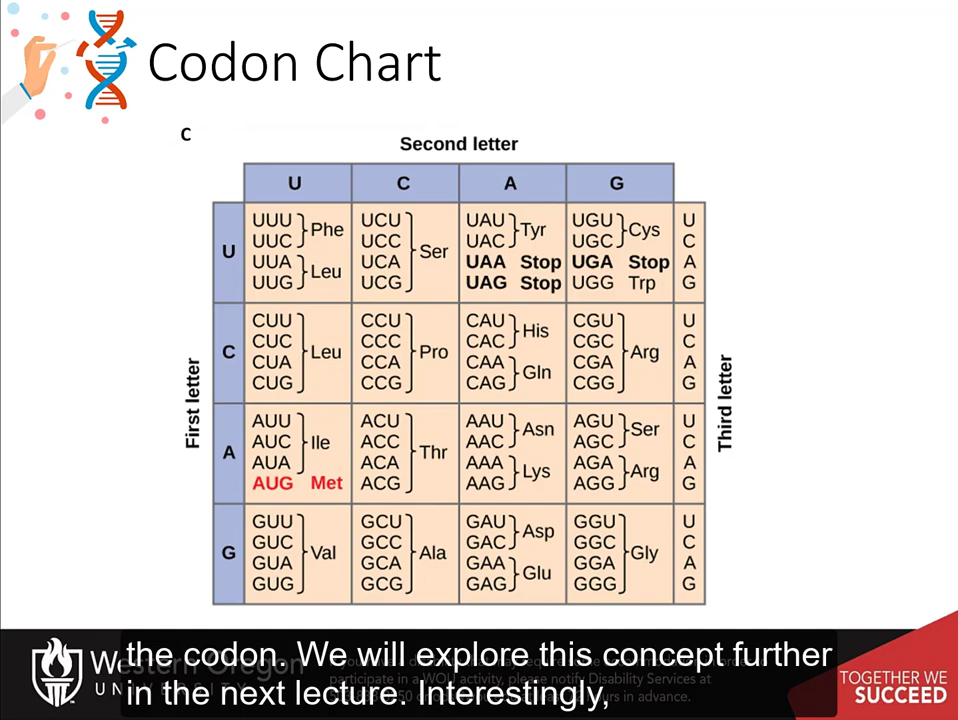 Codon Chart
C
Second letter
U C A G
First letter
Third letter
U
UUU UUC Phe
UUA UUG Leu
UCU UCC UCA UCG Ser
UAU UAC Tyr
UAA Stop
UAG Stop
UGU UGC Cys
UGA Stop
UGG Trp
U C A G
C
CUU CUC CUA CUG Leu
CCU CCC CCA CCG Pro
CAU CAC His
CAA CAG Gln
CGU CGC CGA CGG Arg
U C A G
A
AUU AUC AUA Ile
AUG Met
ACU ACC ACA ACG Thr
AAU AAC Asn
AAA AAG Lys
AGU AGC Ser
AGA AGG Arg
U C A G
G
GUU GUC GUA GUG Val
GCU GCC GCA GCG Ala
GAU GAC Asp
GAA GAG Glu
GGU GGC GGA GGG Gly
U C A G
the codon. We will explore this concept further
in the next lecture. Interestingly,
Western Oregon
UNIVERSITY
participate in a WOU activity, please notify Disability Services at
in advance.
TOGETHER WE
SUCCEED